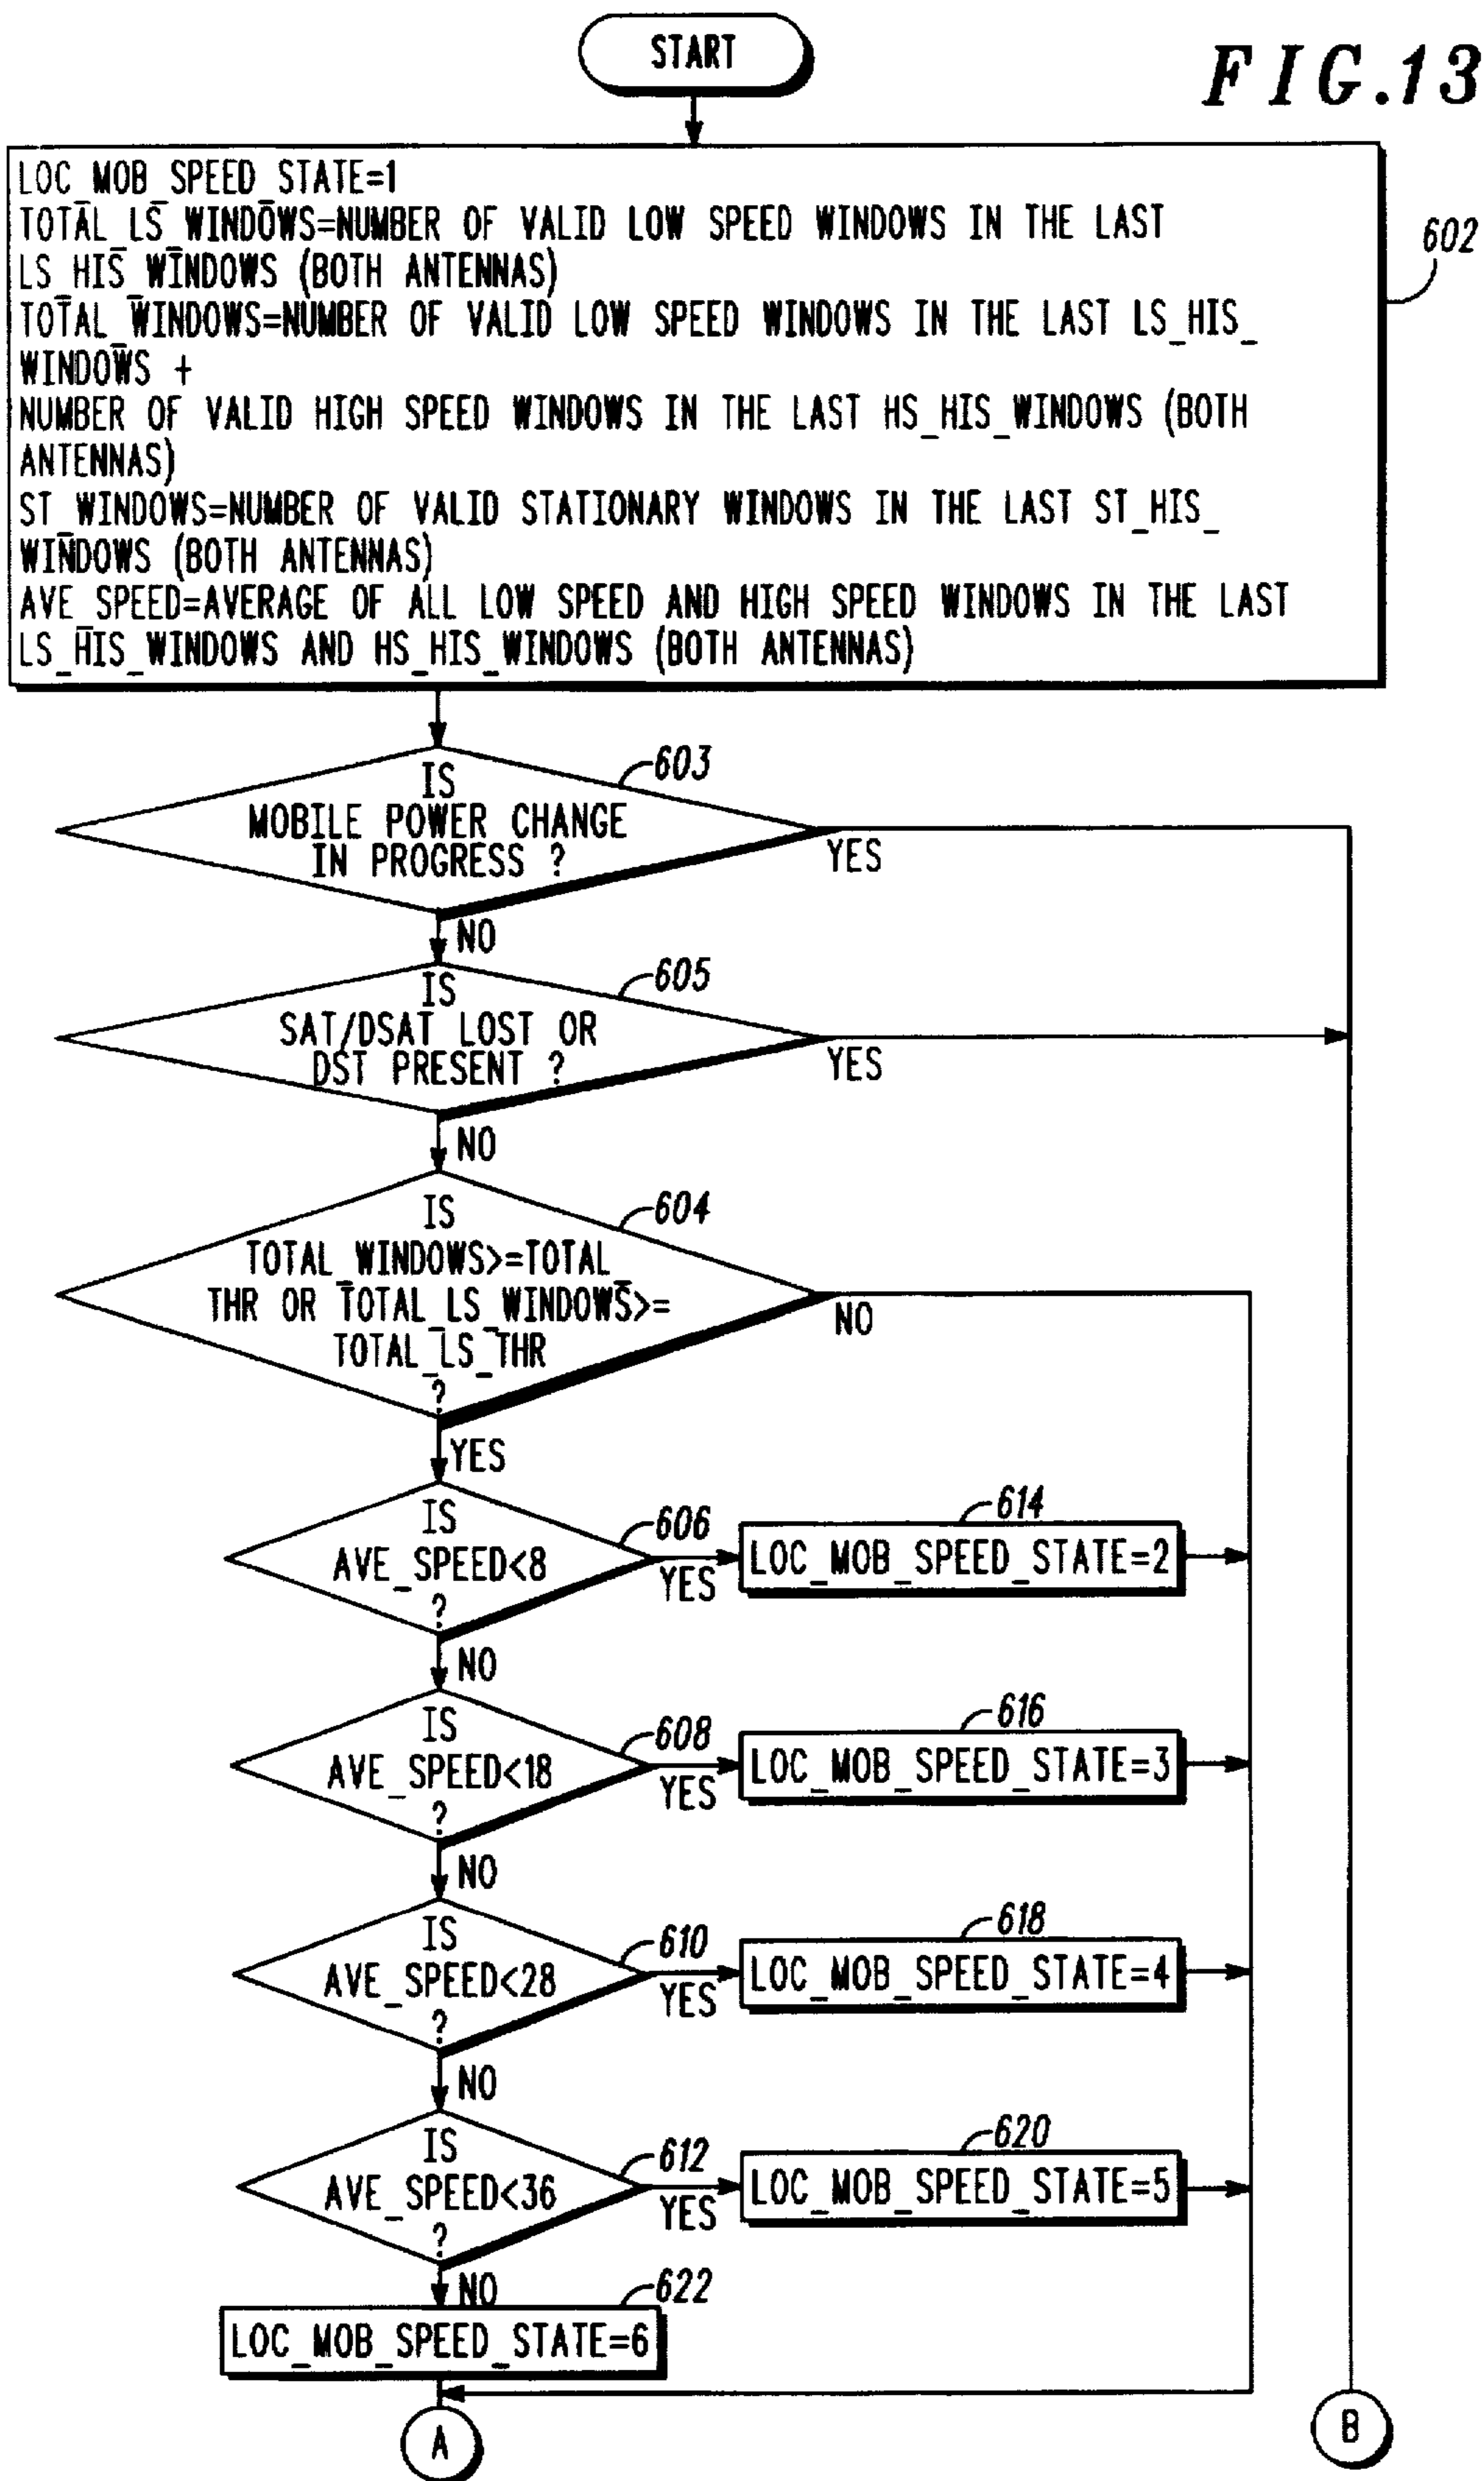 START
FIG.13
LOC_MOB_SPEED_STATE=1
TOTAL_LS_WINDOWS=NUMBER OF VALID LOW SPEED WINDOWS IN THE LAST
LS_HIS_WINDOWS (BOTH ANTENNAS)
TOTAL_WINDOWS=NUMBER OF VALID LOW SPEED WINDOWS IN THE LAST LS_HIS_
WINDOWS +
NUMBER OF VALID HIGH SPEED WINDOWS IN THE LAST HS_HIS_WINDOWS (BOTH
ANTENNAS)
ST_WINDOWS=NUMBER OF VALID STATIONARY WINDOWS IN THE LAST ST_HIS_
WINDOWS (BOTH ANTENNAS)
AVE_SPEED=AVERAGE OF ALL LOW SPEED AND HIGH SPEED WINDOWS IN THE LAST
LS_HIS_WINDOWS AND HS_HIS_WINDOWS (BOTH ANTENNAS)
602
603
IS
MOBILE POWER CHANGE
IN PROGRESS ?
YES
NO
605
IS
SAT/DSAT LOST OR
DST PRESENT ?
YES
NO
604
IS
TOTAL_WINDOWS>=TOTAL_
THR OR TOTAL_LS_WINDOWS>=
TOTAL_LS_THR
?
NO
YES
606
IS
AVE_SPEED<8
?
YES
614
LOC_MOB_SPEED_STATE=2
NO
608
IS
AVE_SPEED<18
?
YES
616
LOC_MOB_SPEED_STATE=3
NO
610
IS
AVE_SPEED<28
?
YES
618
LOC_MOB_SPEED_STATE=4
NO
612
IS
AVE_SPEED<36
?
YES
620
LOC_MOB_SPEED_STATE=5
NO
622
LOC_MOB_SPEED_STATE=6
A
B